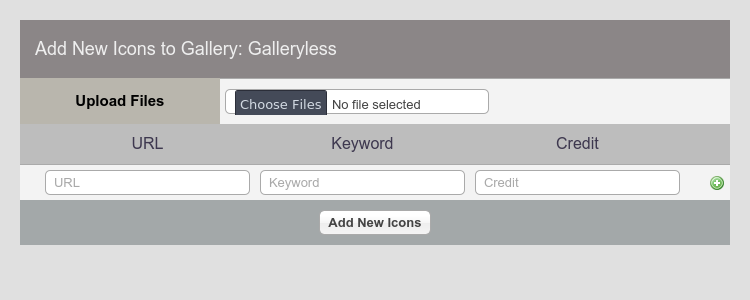 Add New Icons to Gallery: Galleryless
Upload Files
Choose Files No file selected
URL Keyword Credit
URL Keyword Credit
Add New Icons